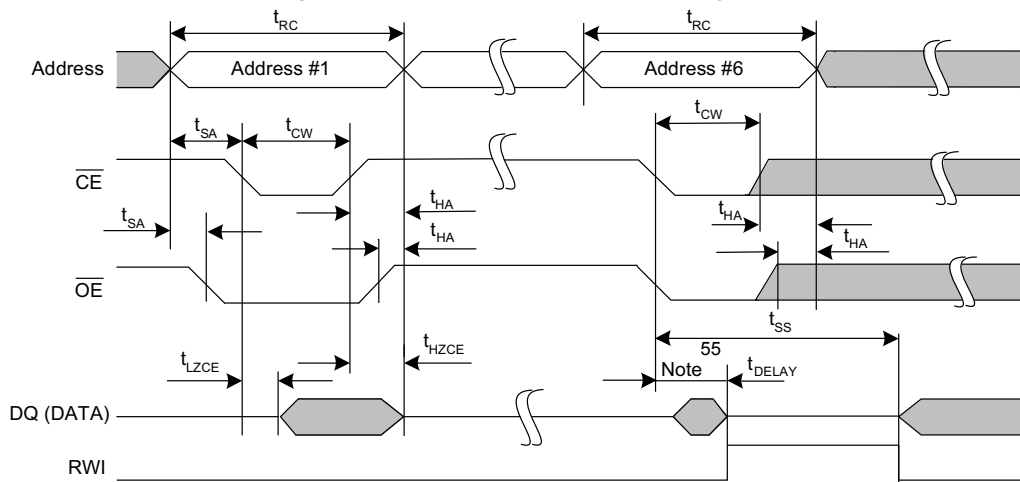 tRC
tRC
Address
Address #1
Address #6
tSA
tCW
tCW
CE
tHA
tHA
tSA
tHA
tHA
OE
tSS
tLZCE
tHZCE
55
Note
tDELAY
DQ (DATA)
RWI